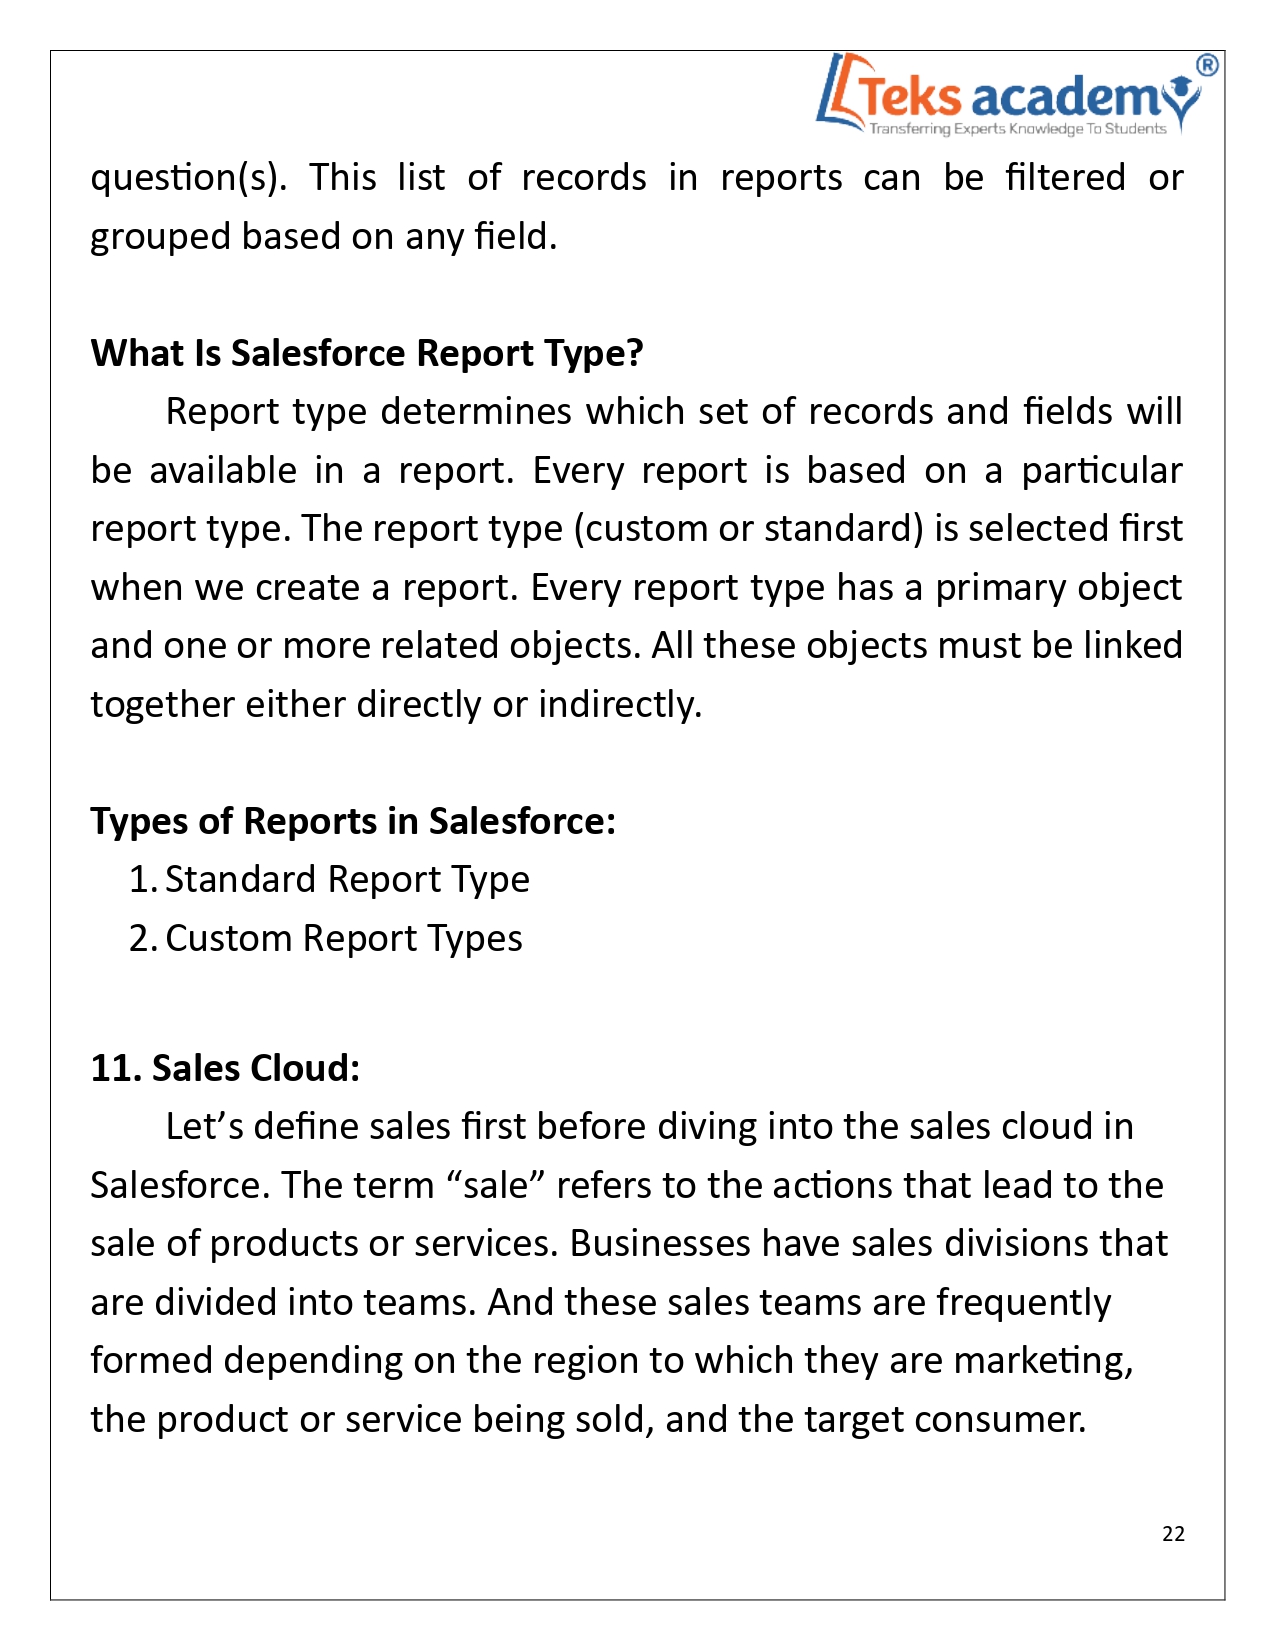 Teks academy ®
Transferring Experts Knowledge To Students
question(s). This list of records in reports can be filtered or
grouped based on any field.
What Is Salesforce Report Type?
Report type determines which set of records and fields will
be available in a report. Every report is based on a particular
report type. The report type (custom or standard) is selected first
when we create a report. Every report type has a primary object
and one or more related objects. All these objects must be linked
together either directly or indirectly.
Types of Reports in Salesforce:
1. Standard Report Type
2. Custom Report Types
11. Sales Cloud:
Let’s define sales first before diving into the sales cloud in
Salesforce. The term “sale” refers to the actions that lead to the
sale of products or services. Businesses have sales divisions that
are divided into teams. And these sales teams are frequently
formed depending on the region to which they are marketing,
the product or service being sold, and the target consumer.
22